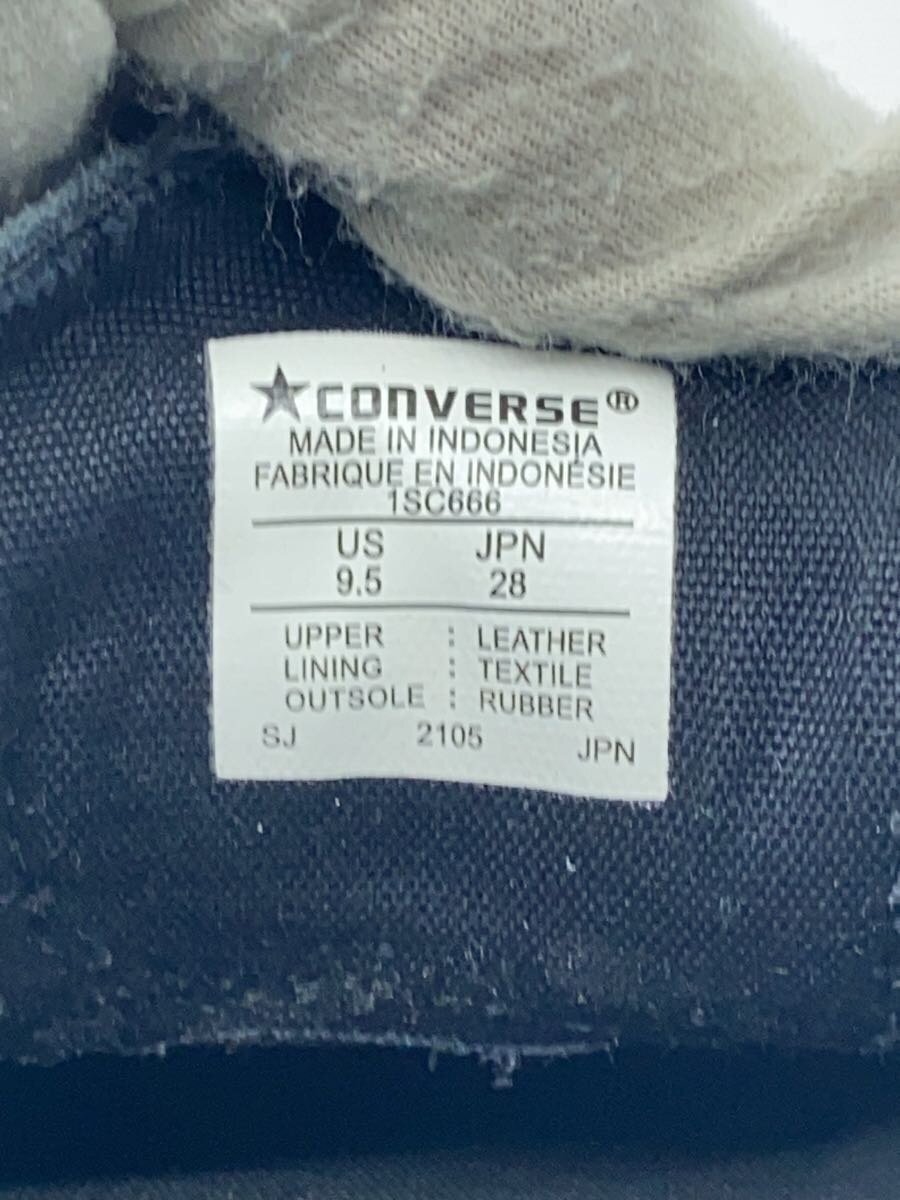 ★CONVERSE®
MADE IN INDONESIA
FABRIQUE EN INDONÉSIE
1SC666
US JPN
9.5 28
UPPER : LEATHER
LINING : TEXTILE
OUTSOLE : RUBBER
SJ 2105 JPN